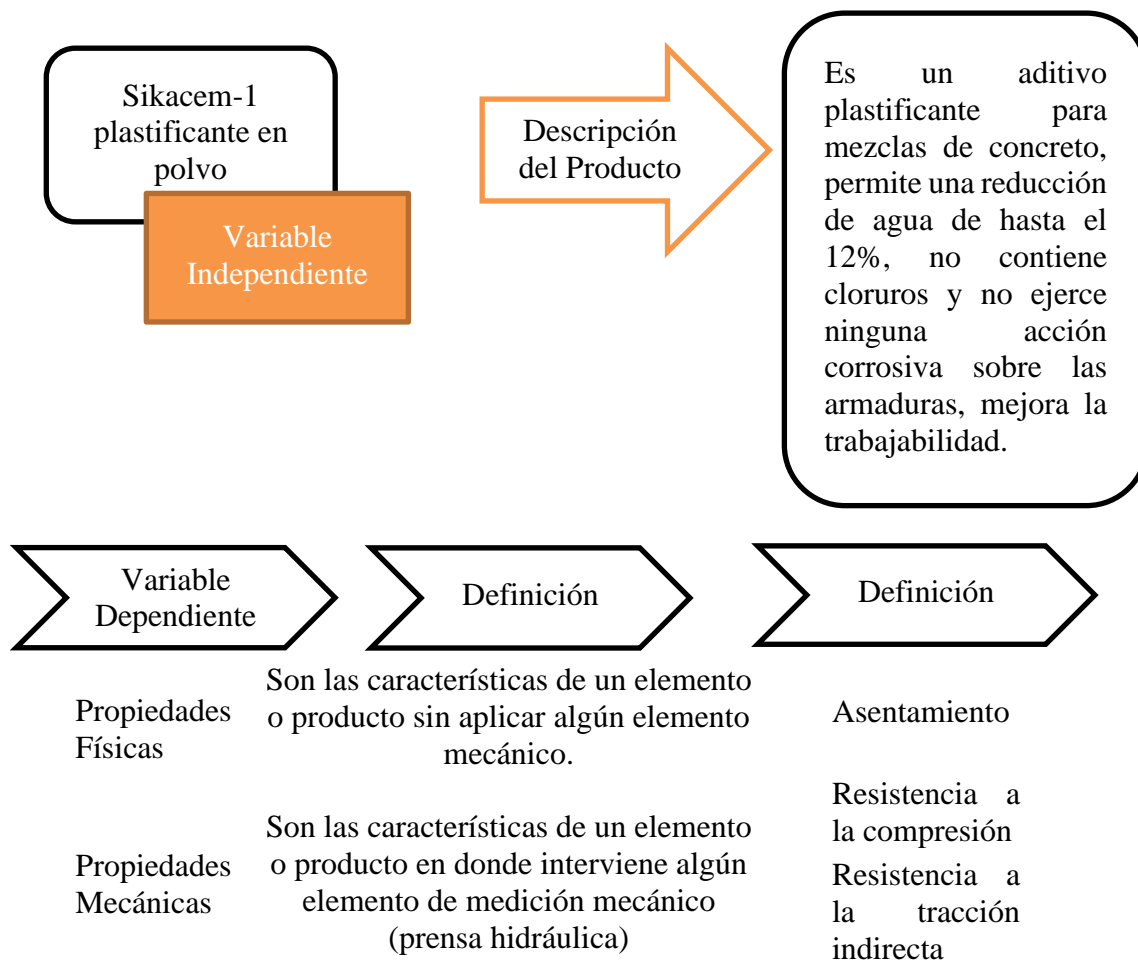 Sikacem-1
plastificante en
polvo
Variable
Independiente
Descripción
del Producto
Es un aditivo
plastificante para
mezclas de concreto,
permite una reducción
de agua de hasta el
12%, no contiene
cloruros y no ejerce
ninguna acción
corrosiva sobre las
armaduras, mejora la
trabajabilidad.
Variable
Dependiente
Definición
Definición
Propiedades
Físicas
Son las características de un elemento
o producto sin aplicar algún elemento
mecánico.
Asentamiento
Propiedades
Mecánicas
Son las características de un elemento
o producto en donde interviene algún
elemento de medición mecánico
(prensa hidráulica)
Resistencia a
la compresión
Resistencia a
la tracción
indirecta